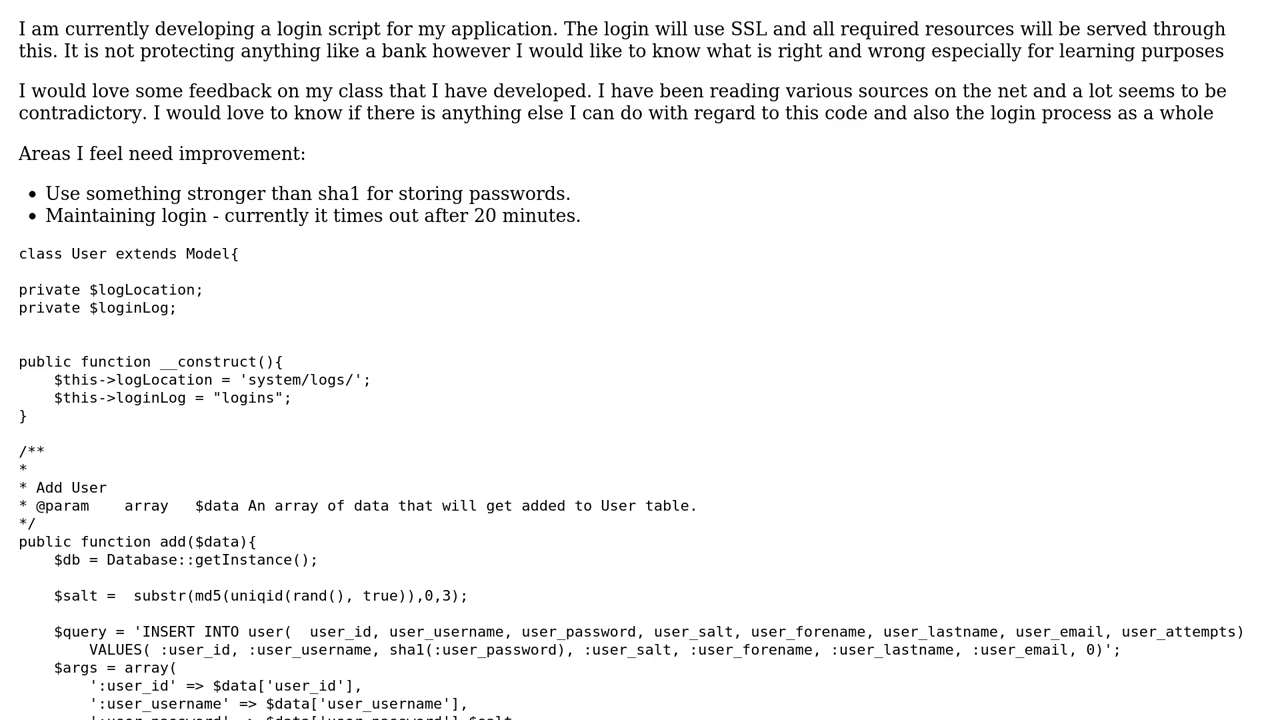 I am currently developing a login script for my application. The login will use SSL and all required resources will be served through
this. It is not protecting anything like a bank however I would like to know what is right and wrong especially for learning purposes
I would love some feedback on my class that I have developed. I have been reading various sources on the net and a lot seems to be
contradictory. I would love to know if there is anything else I can do with regard to this code and also the login process as a whole
Areas I feel need improvement:
• Use something stronger than sha1 for storing passwords.
• Maintaining login - currently it times out after 20 minutes.
class User extends Model{
private $logLocation;
private $loginLog;
public function __construct(){
    $this->logLocation = 'system/logs/';
    $this->loginLog = "logins";
}
/**
*
* Add User
* @param    array   $data An array of data that will get added to User table.
*/
public function add($data){
    $db = Database::getInstance();
    $salt =  substr(md5(uniqid(rand(), true)),0,3);
    $query = 'INSERT INTO user(  user_id, user_username, user_password, user_salt, user_forename, user_lastname, user_email, user_attempts)
        VALUES( :user_id, :user_username, sha1(:user_password), :user_salt, :user_forename, :user_lastname, :user_email, 0)';
    $args = array(
        ':user_id' => $data['user_id'],
        ':user_username' => $data['user_username'],
        ':user_password' => $data['user_password'].$salt,